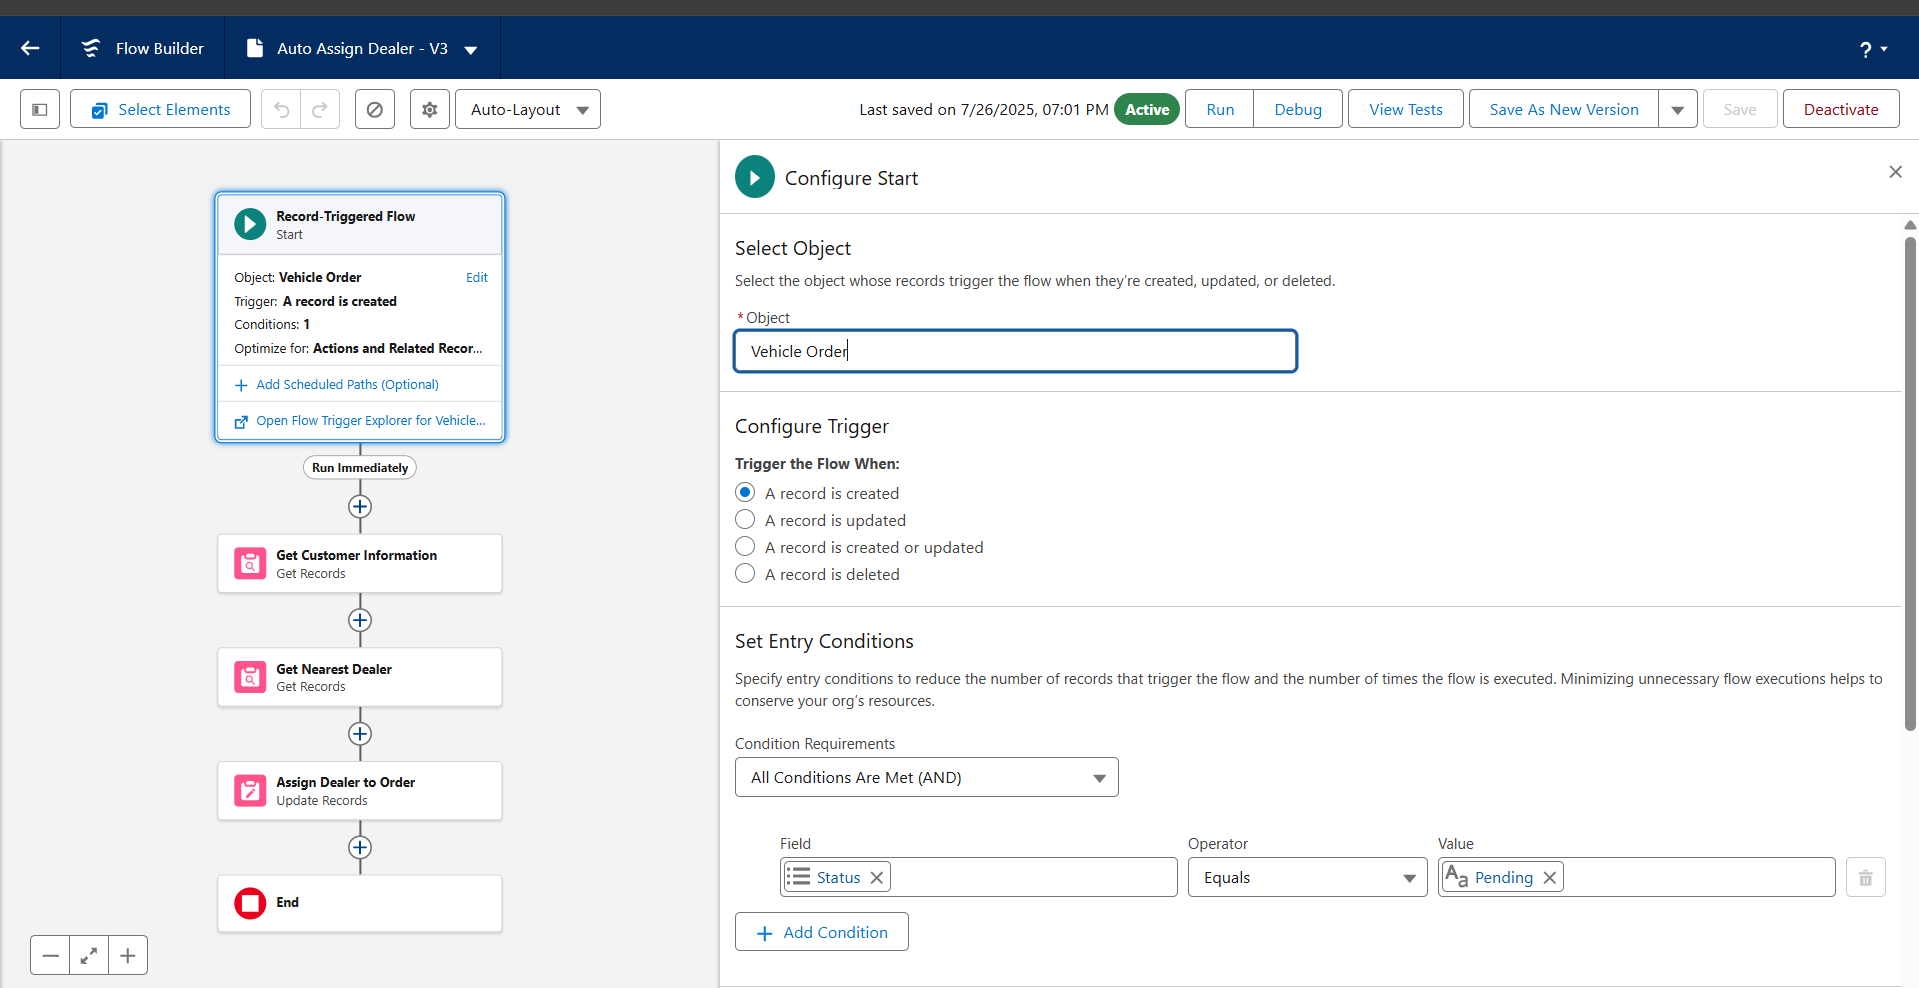 Flow Builder
Auto Assign Dealer - V3
?
Select Elements
Auto-Layout
Last saved on 7/26/2025, 07:01 PM
Active
Run
Debug
View Tests
Save As New Version
Save
Deactivate
Record-Triggered Flow
Start
Object: Vehicle Order
Edit
Trigger: A record is created
Conditions: 1
Optimize for: Actions and Related Recor...
Add Scheduled Paths (Optional)
Open Flow Trigger Explorer for Vehicle...
Run Immediately
Get Customer Information
Get Records
Get Nearest Dealer
Get Records
Assign Dealer to Order
Update Records
End
Configure Start
Select Object
Select the object whose records trigger the flow when they’re created, updated, or deleted.
*Object
Vehicle Order
Configure Trigger
Trigger the Flow When:
A record is created
A record is updated
A record is created or updated
A record is deleted
Set Entry Conditions
Specify entry conditions to reduce the number of records that trigger the flow and the number of times the flow is executed. Minimizing unnecessary flow executions helps to
conserve your org’s resources.
Condition Requirements
All Conditions Are Met (AND)
Field
Operator
Value
Status
Equals
Aa Pending
Add Condition